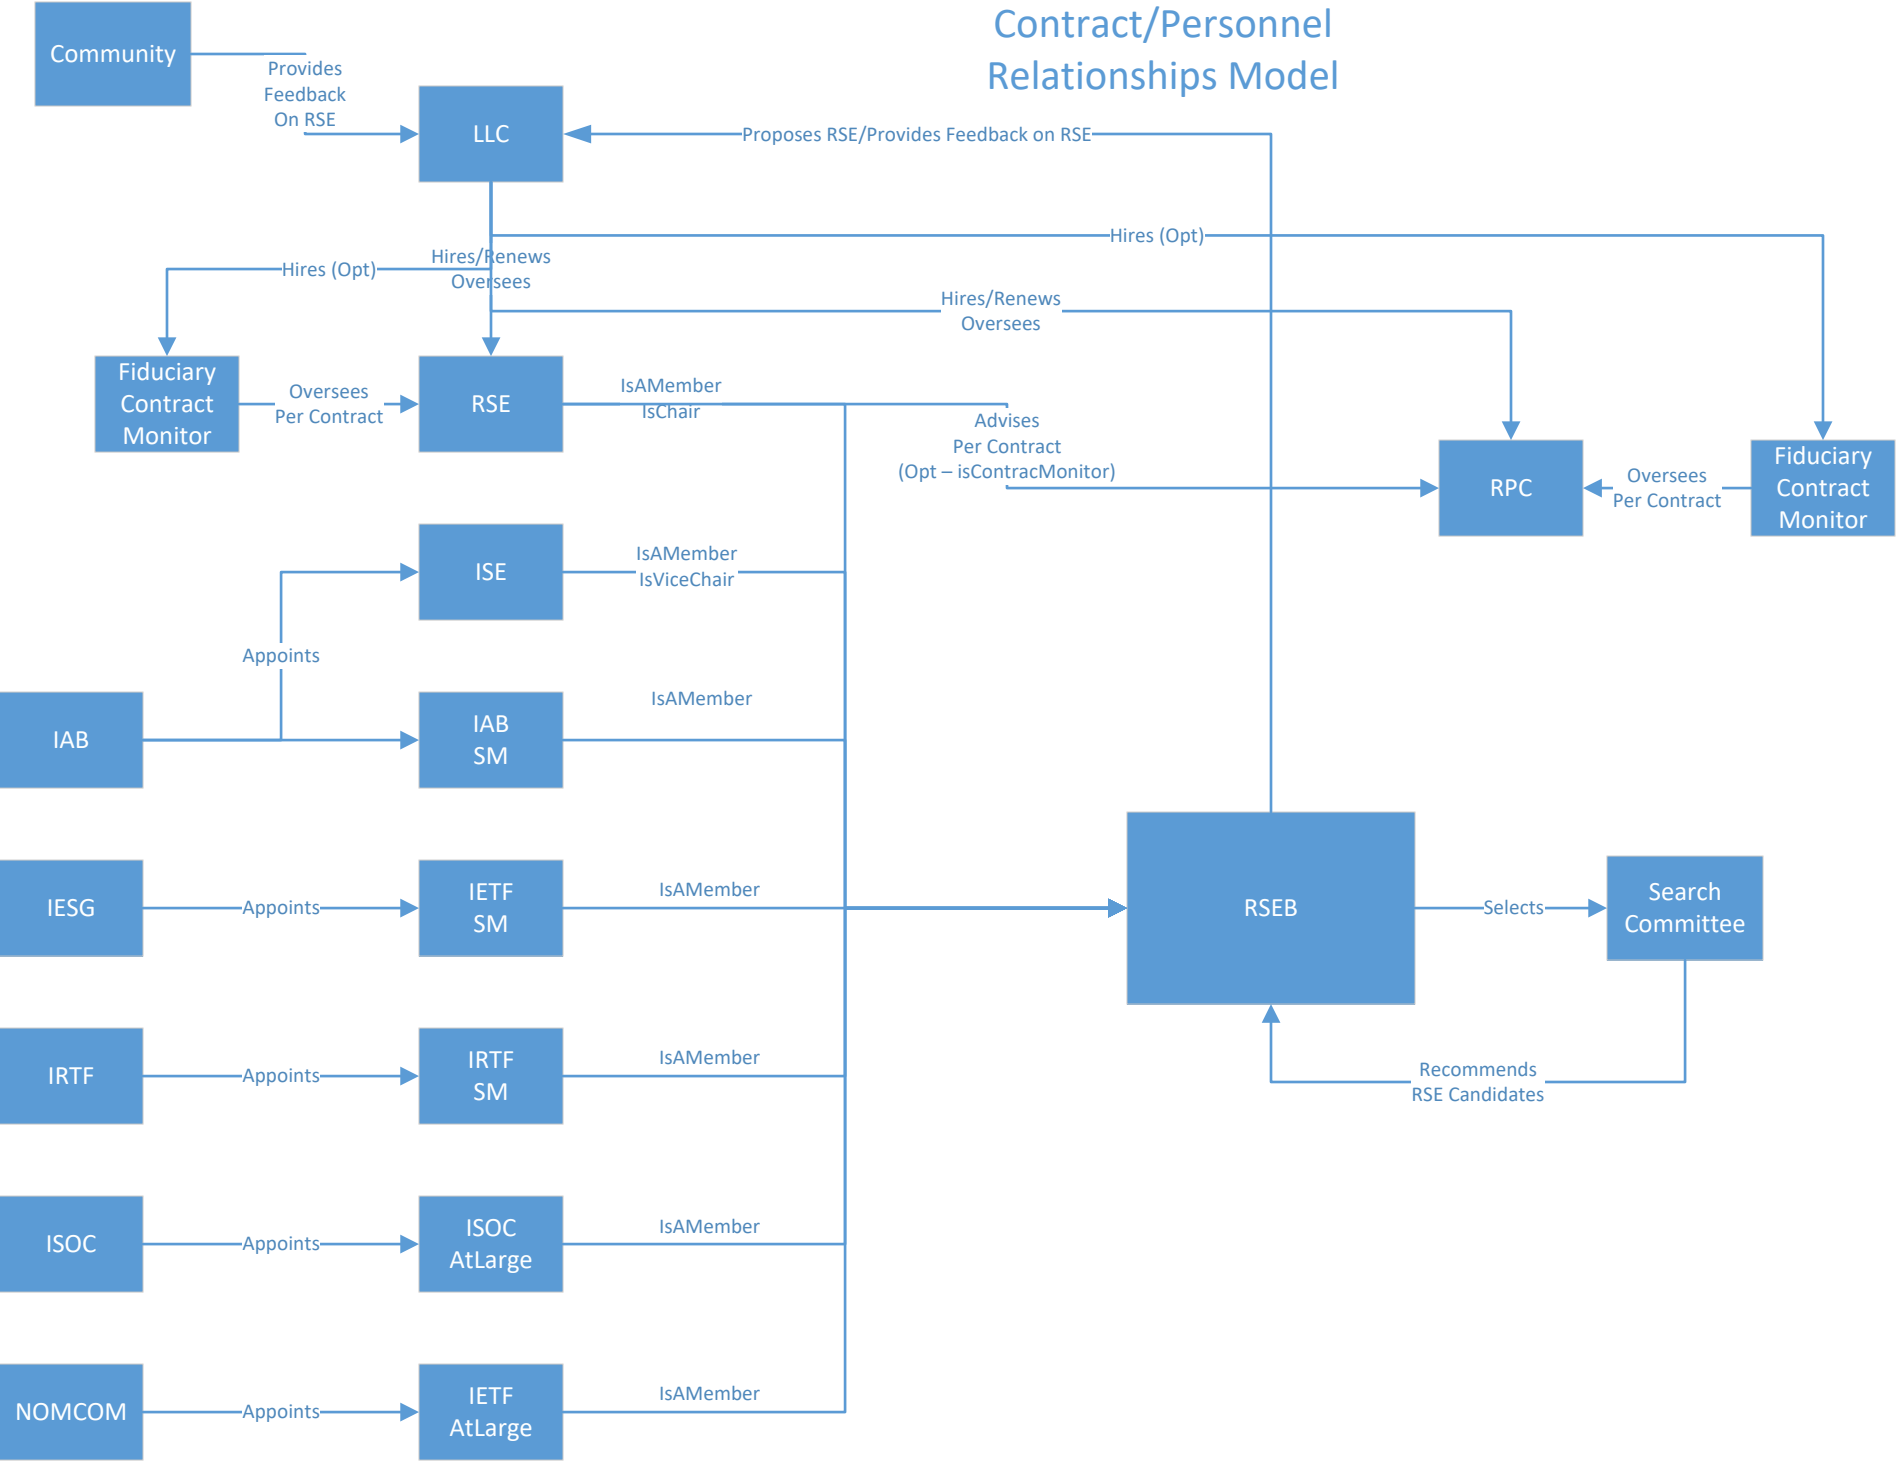 Contract/Personnel
Relationships Model
Community
Provides
Feedback
On RSE
LLC
Proposes RSE/Provides Feedback on RSE
Hires (Opt)
Hires (Opt)
Hires/Renews
Oversees
Hires/Renews
Oversees
Fiduciary
Contract
Monitor
Oversees
Per Contract
RSE
IsAMember
IsChair
Advises
Per Contract
(Opt – isContracMonitor)
RPC
Oversees
Per Contract
Fiduciary
Contract
Monitor
ISE
IsAMember
IsViceChair
Appoints
IAB
IAB
SM
IsAMember
IESG
Appoints
IETF
SM
IsAMember
RSEB
Selects
Search
Committee
IRTF
Appoints
IRTF
SM
IsAMember
Recommends
RSE Candidates
ISOC
Appoints
ISOC
AtLarge
IsAMember
NOMCOM
Appoints
IETF
AtLarge
IsAMember